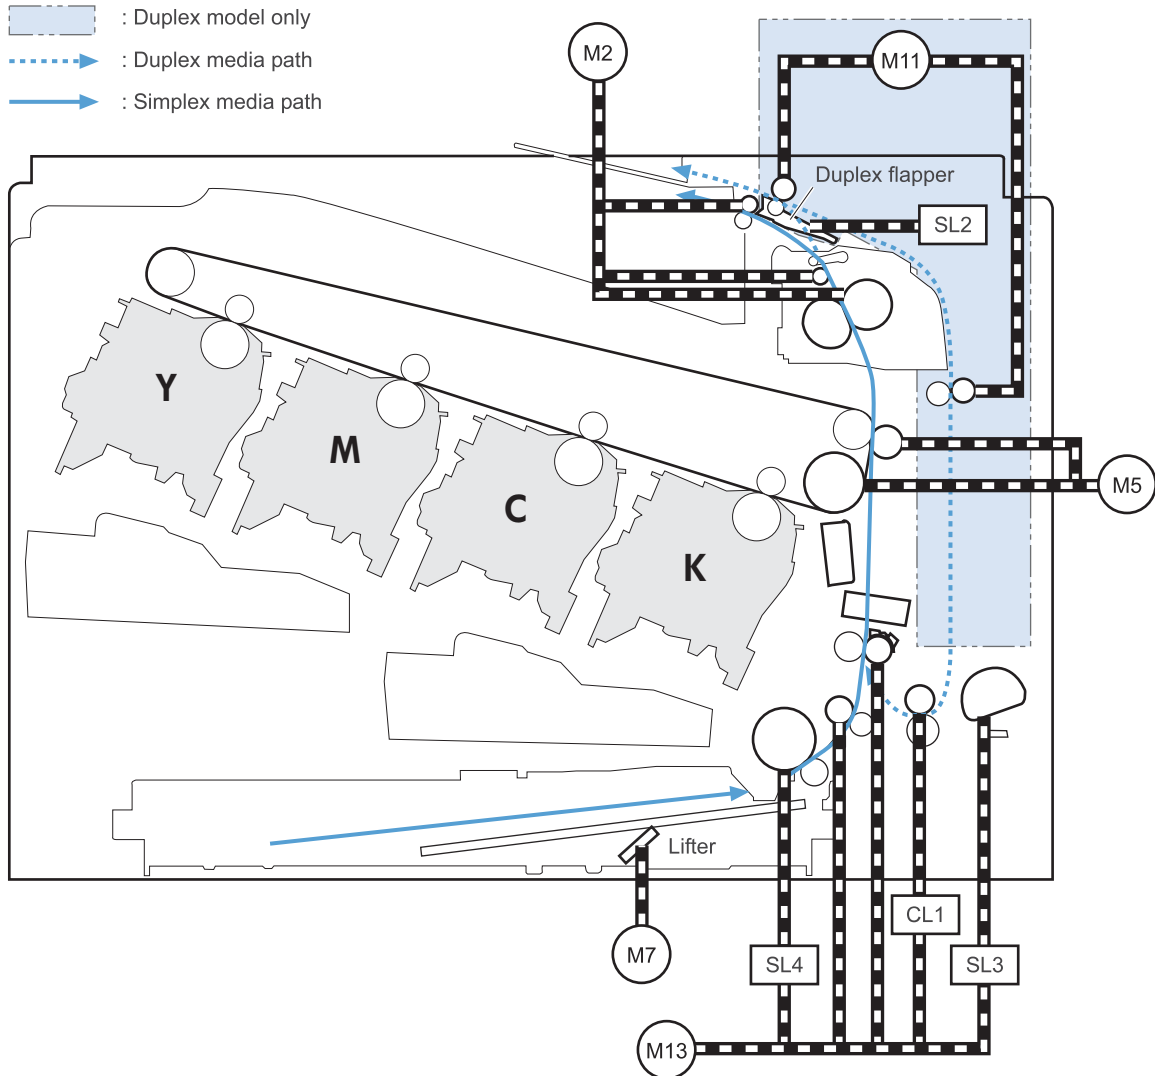 : Duplex model only
: Duplex media path
: Simplex media path
M2
M11
Duplex flapper
SL2
Y
M
C
K
M5
Lifter
CL1
M7
SL4
SL3
M13